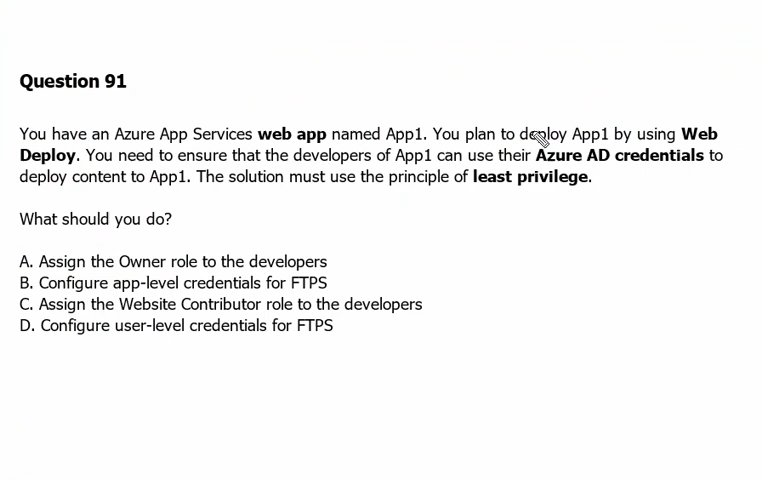 Question 91
You have an Azure App Services web app named App1. You plan to deploy App1 by using Web
Deploy. You need to ensure that the developers of App1 can use their Azure AD credentials to
deploy content to App1. The solution must use the principle of least privilege.
What should you do?
A. Assign the Owner role to the developers
B. Configure app-level credentials for FTPS
C. Assign the Website Contributor role to the developers
D. Configure user-level credentials for FTPS